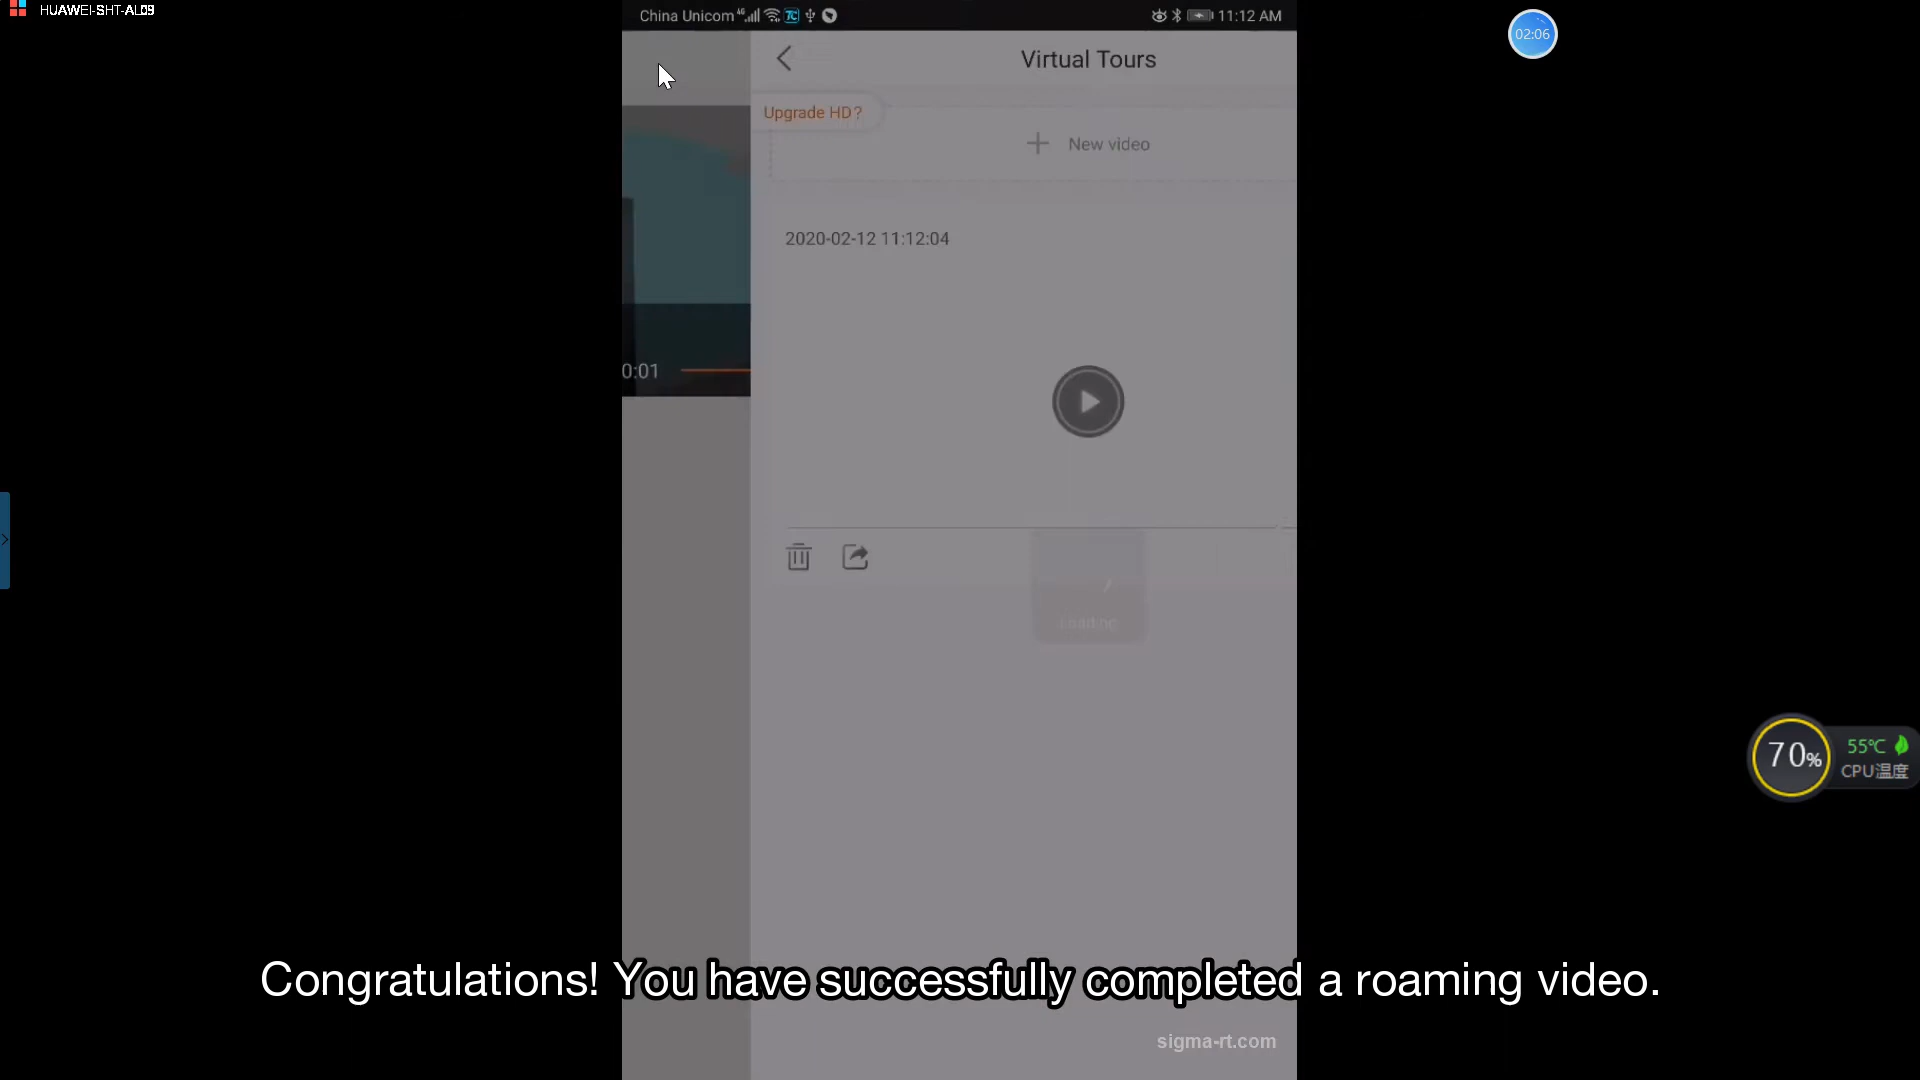 HUAWEI-SHT-AL09
China Unicom 4G
11:12 AM
02:06
Virtual Tours
Upgrade HD?
New video
2020-02-12 11:12:04
0:01
Loading
70%
55℃
CPU温度
Congratulations! You have successfully completed a roaming video.
sigma-rt.com